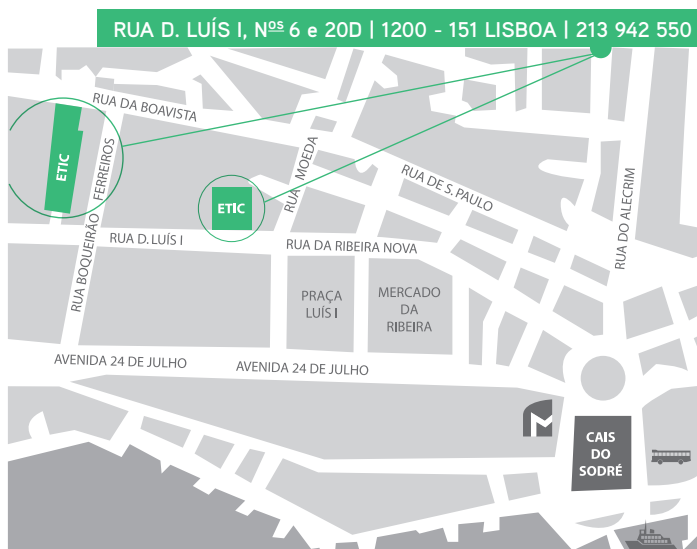 RUA D. LUÍS I, Nºs 6 e 20D | 1200 - 151 LISBOA | 213 942 550
RUA DA BOAVISTA
ETIC
RUA BOQUEIRÃO FERREIROS
RUA MOEDA
RUA DE S. PAULO
RUA DO ALECRIM
ETIC
RUA D. LUÍS I
RUA DA RIBEIRA NOVA
PRAÇA
LUÍS I
MERCADO
DA
RIBEIRA
AVENIDA 24 DE JULHO
AVENIDA 24 DE JULHO
M
CAIS
DO
SODRÉ